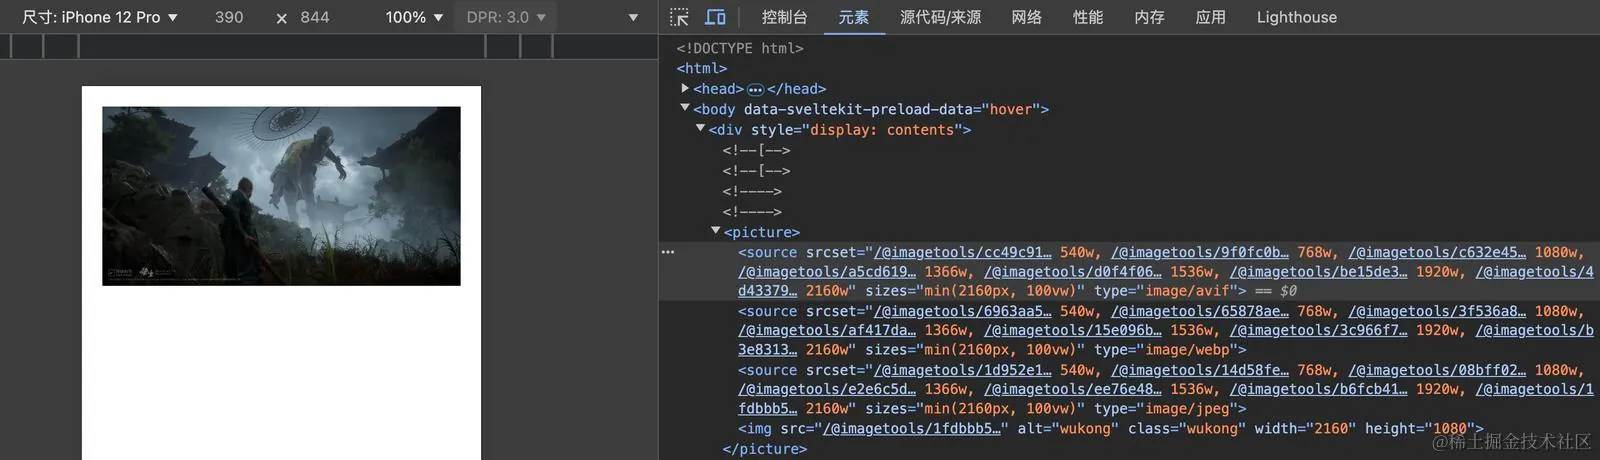 尺寸: iPhone 12 Pro ▼ 390 × 844 100% ▼ DPR: 3.0 ▼ ▼
控制台 元素 源代码/来源 网络 性能 内存 应用 Lighthouse
<!DOCTYPE html>
<html>
▶<head>…</head>
▼<body data-sveltekit-preload-data="hover">
▼<div style="display: contents">
<!--[-->
<!--[-->
<!---->
<!---->
▼<picture>
… <source srcset="/@imagetools/cc49c91… 540w, /@imagetools/9f0fc0b… 768w, /@imagetools/c632e45… 1080w,
/@imagetools/a5cd619… 1366w, /@imagetools/d0f4f06… 1536w, /@imagetools/be15de3… 1920w, /@imagetools/4
d43379… 2160w" sizes="min(2160px, 100vw)" type="image/avif"> == $0
<source srcset="/@imagetools/6963aa5… 540w, /@imagetools/65878ae… 768w, /@imagetools/3f536a8… 1080w,
/@imagetools/af417da… 1366w, /@imagetools/15e096b… 1536w, /@imagetools/3c966f7… 1920w, /@imagetools/b
3e8313… 2160w" sizes="min(2160px, 100vw)" type="image/webp">
<source srcset="/@imagetools/1d952e1… 540w, /@imagetools/14d58fe… 768w, /@imagetools/08bff02… 1080w,
/@imagetools/e2e6c5d… 1366w, /@imagetools/ee76e48… 1536w, /@imagetools/b6fcb41… 1920w, /@imagetools/1
fdbbb5… 2160w" sizes="min(2160px, 100vw)" type="image/jpeg">
<img src="/@imagetools/1fdbbb5…" alt="wukong" class="wukong" width="2160" height="1080">
</picture>
@稀土掘金技术社区